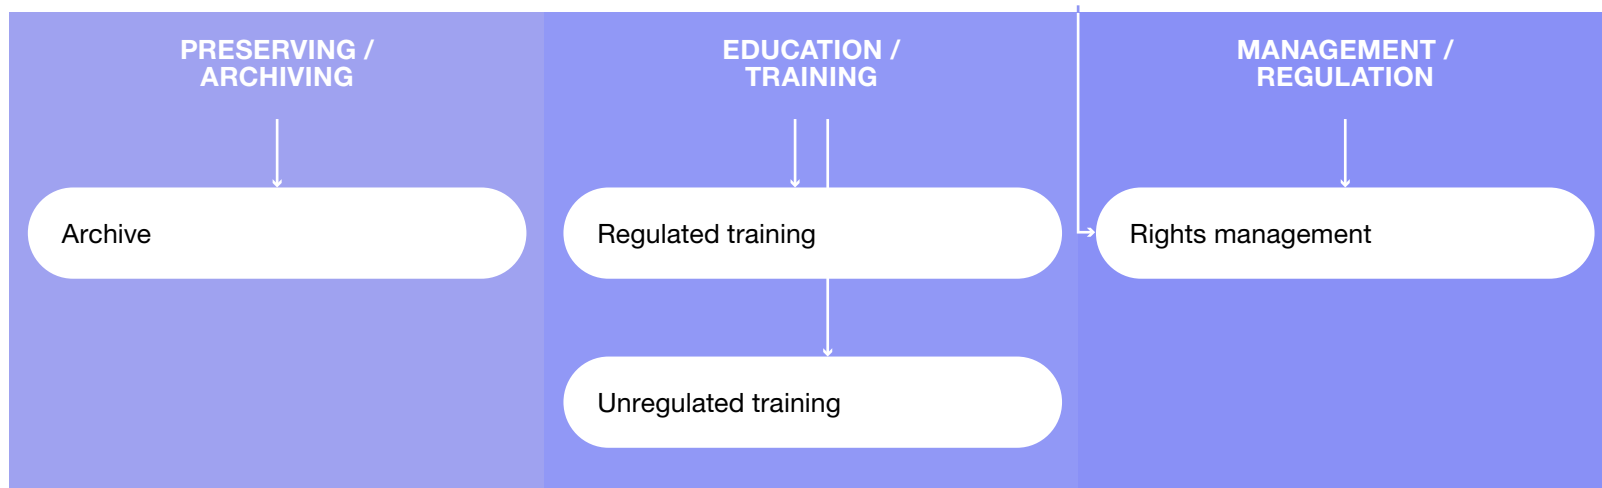 PRESERVING /
ARCHIVING
EDUCATION /
TRAINING
MANAGEMENT /
REGULATION
Archive
Regulated training
Rights management
Unregulated training